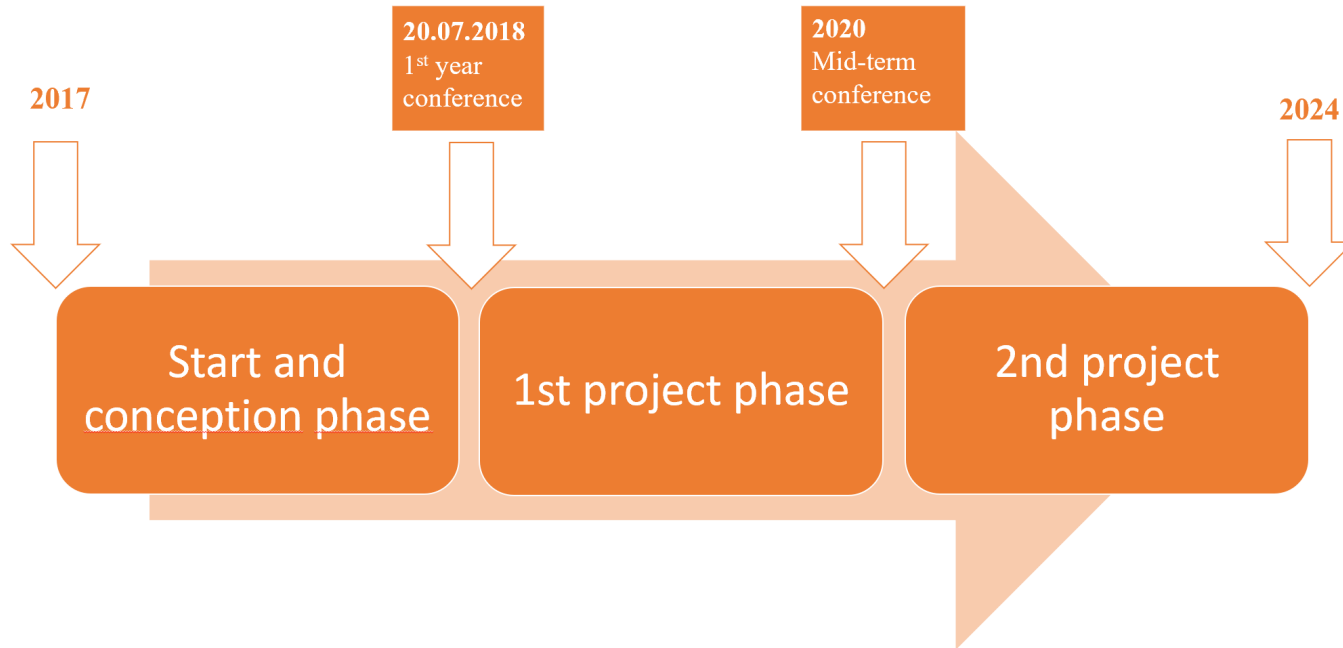 2017
20.07.2018
1st year
conference
2020
Mid-term
conference
2024
Start and
conception phase
1st project phase
2nd project
phase